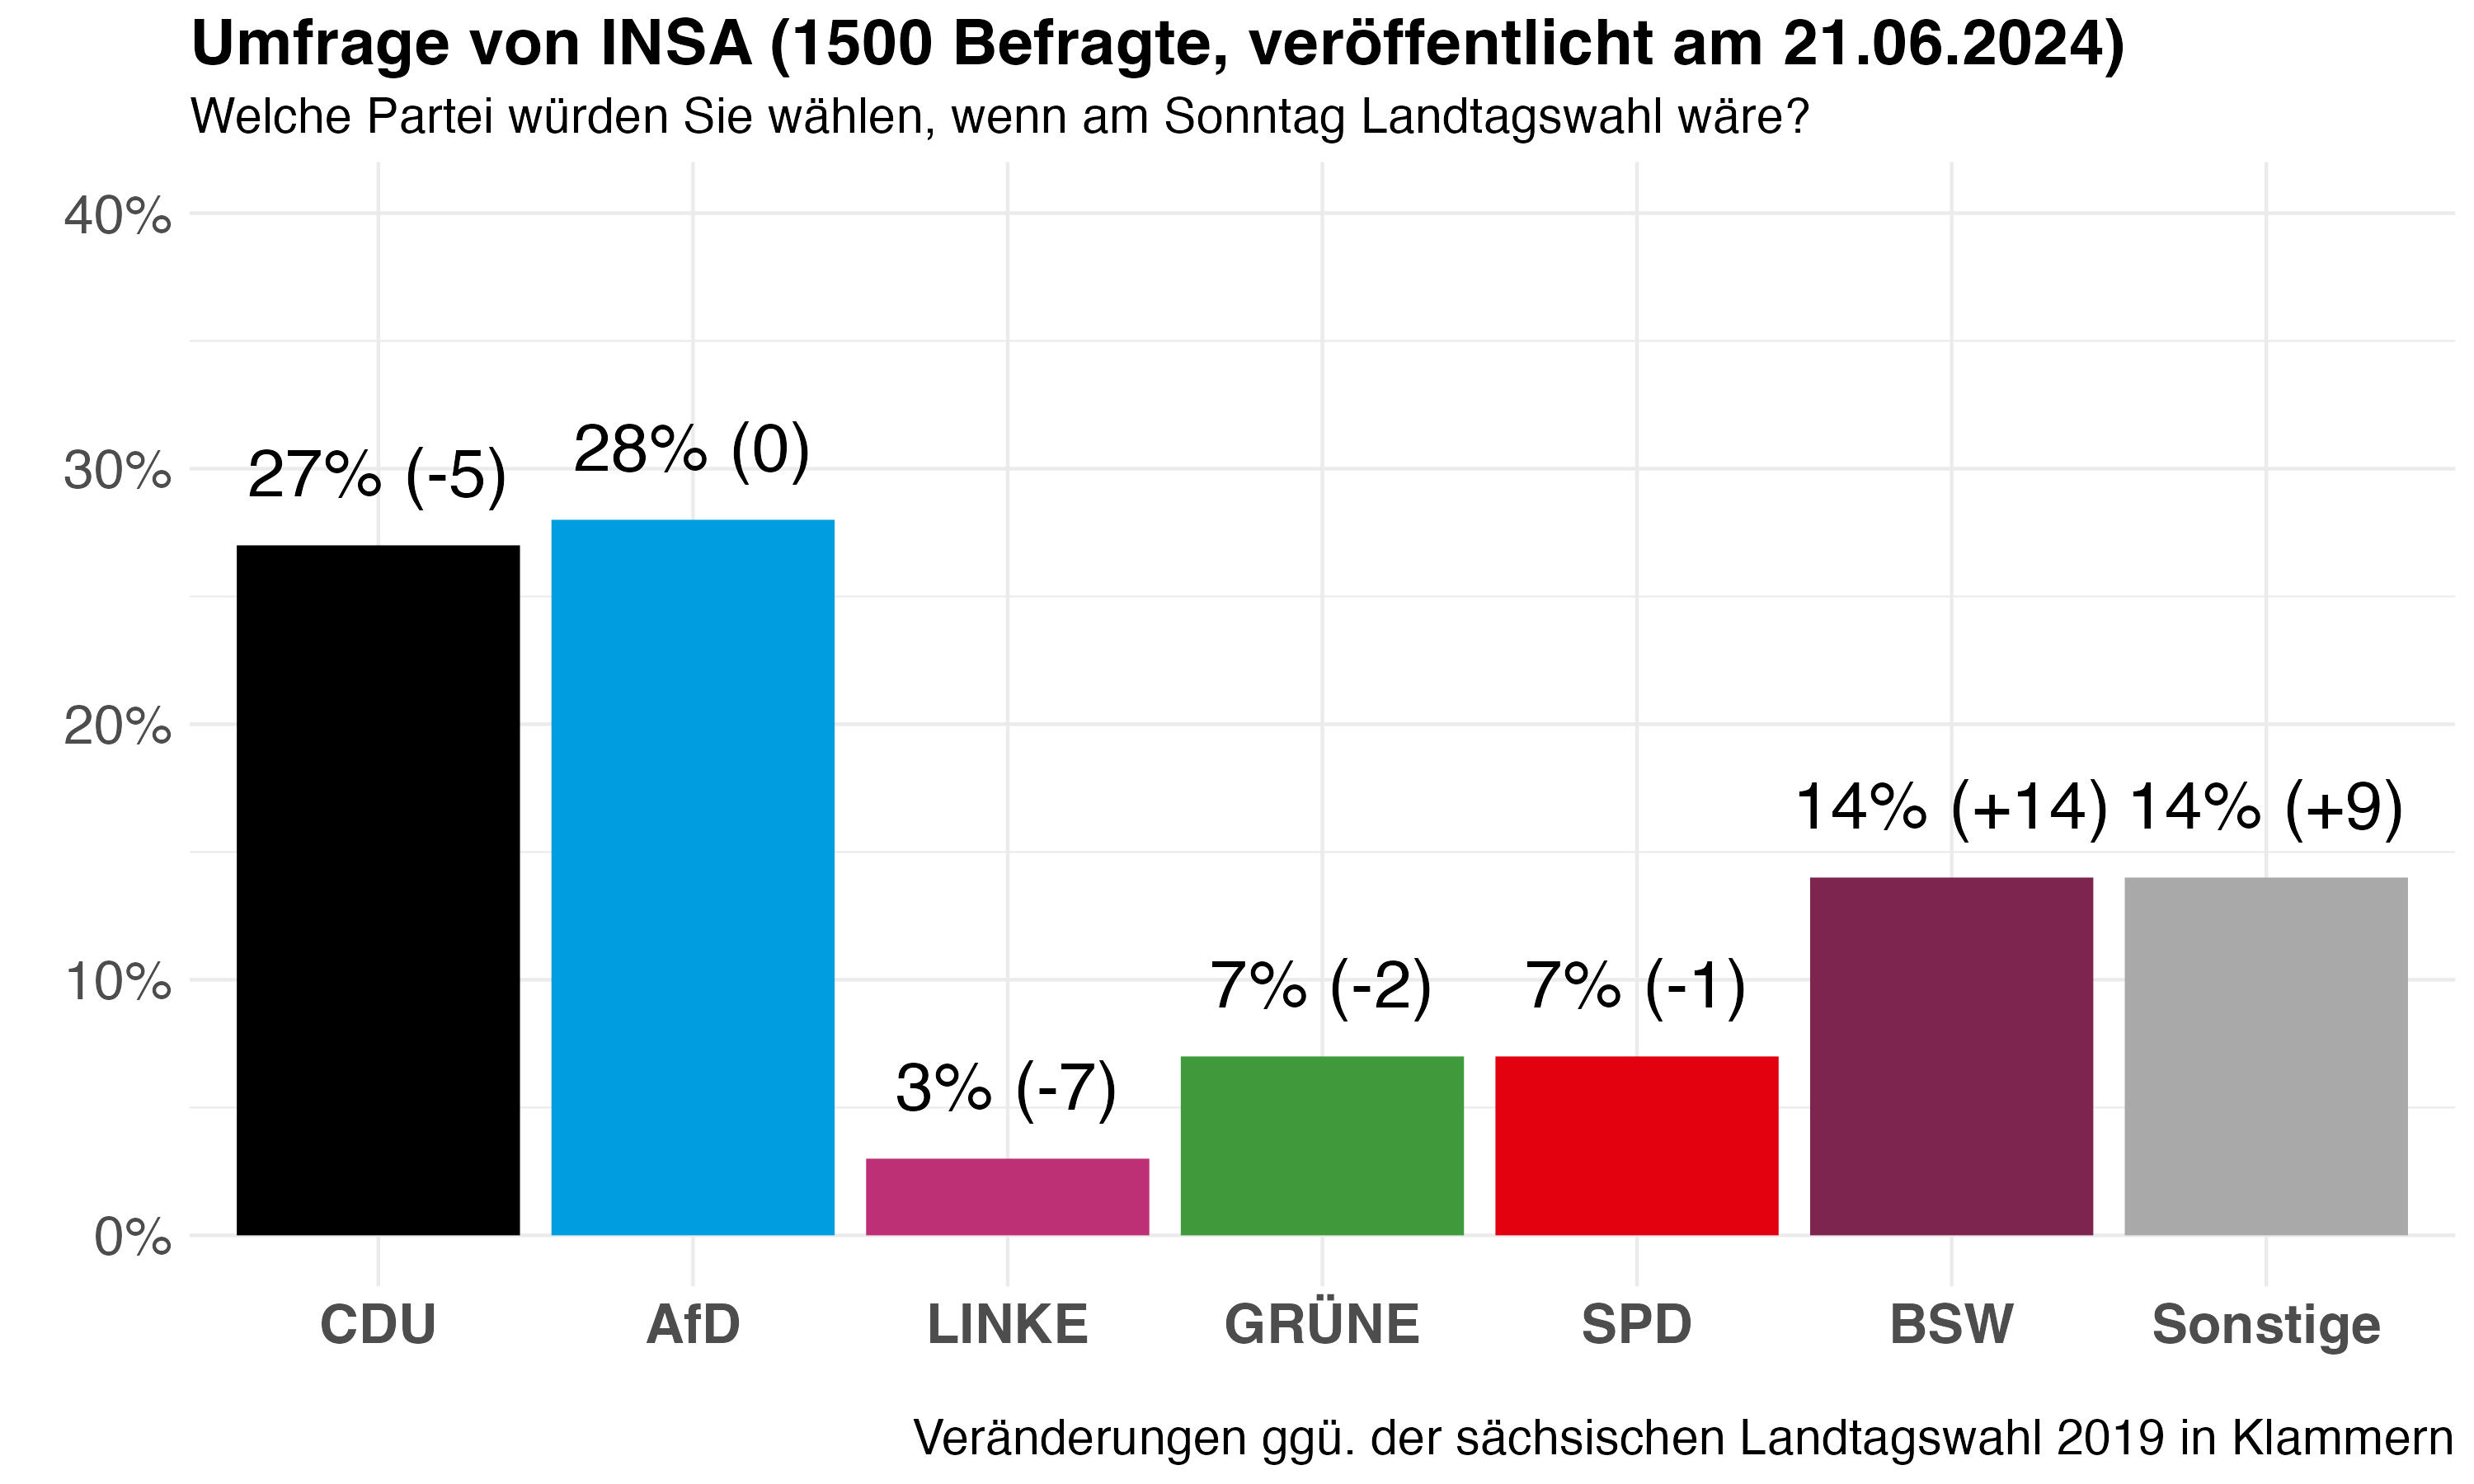 Umfrage von INSA (1500 Befragte, veröffentlicht am 21.06.2024)
Welche Partei würden Sie wählen, wenn am Sonntag Landtagswahl wäre?
40%
30%
20%
10%
0%
27% (-5)
28% (0)
3% (-7)
7% (-2)
7% (-1)
14% (+14)
14% (+9)
CDU
AfD
LINKE
GRÜNE
SPD
BSW
Sonstige
Veränderungen ggü. der sächsischen Landtagswahl 2019 in Klammern